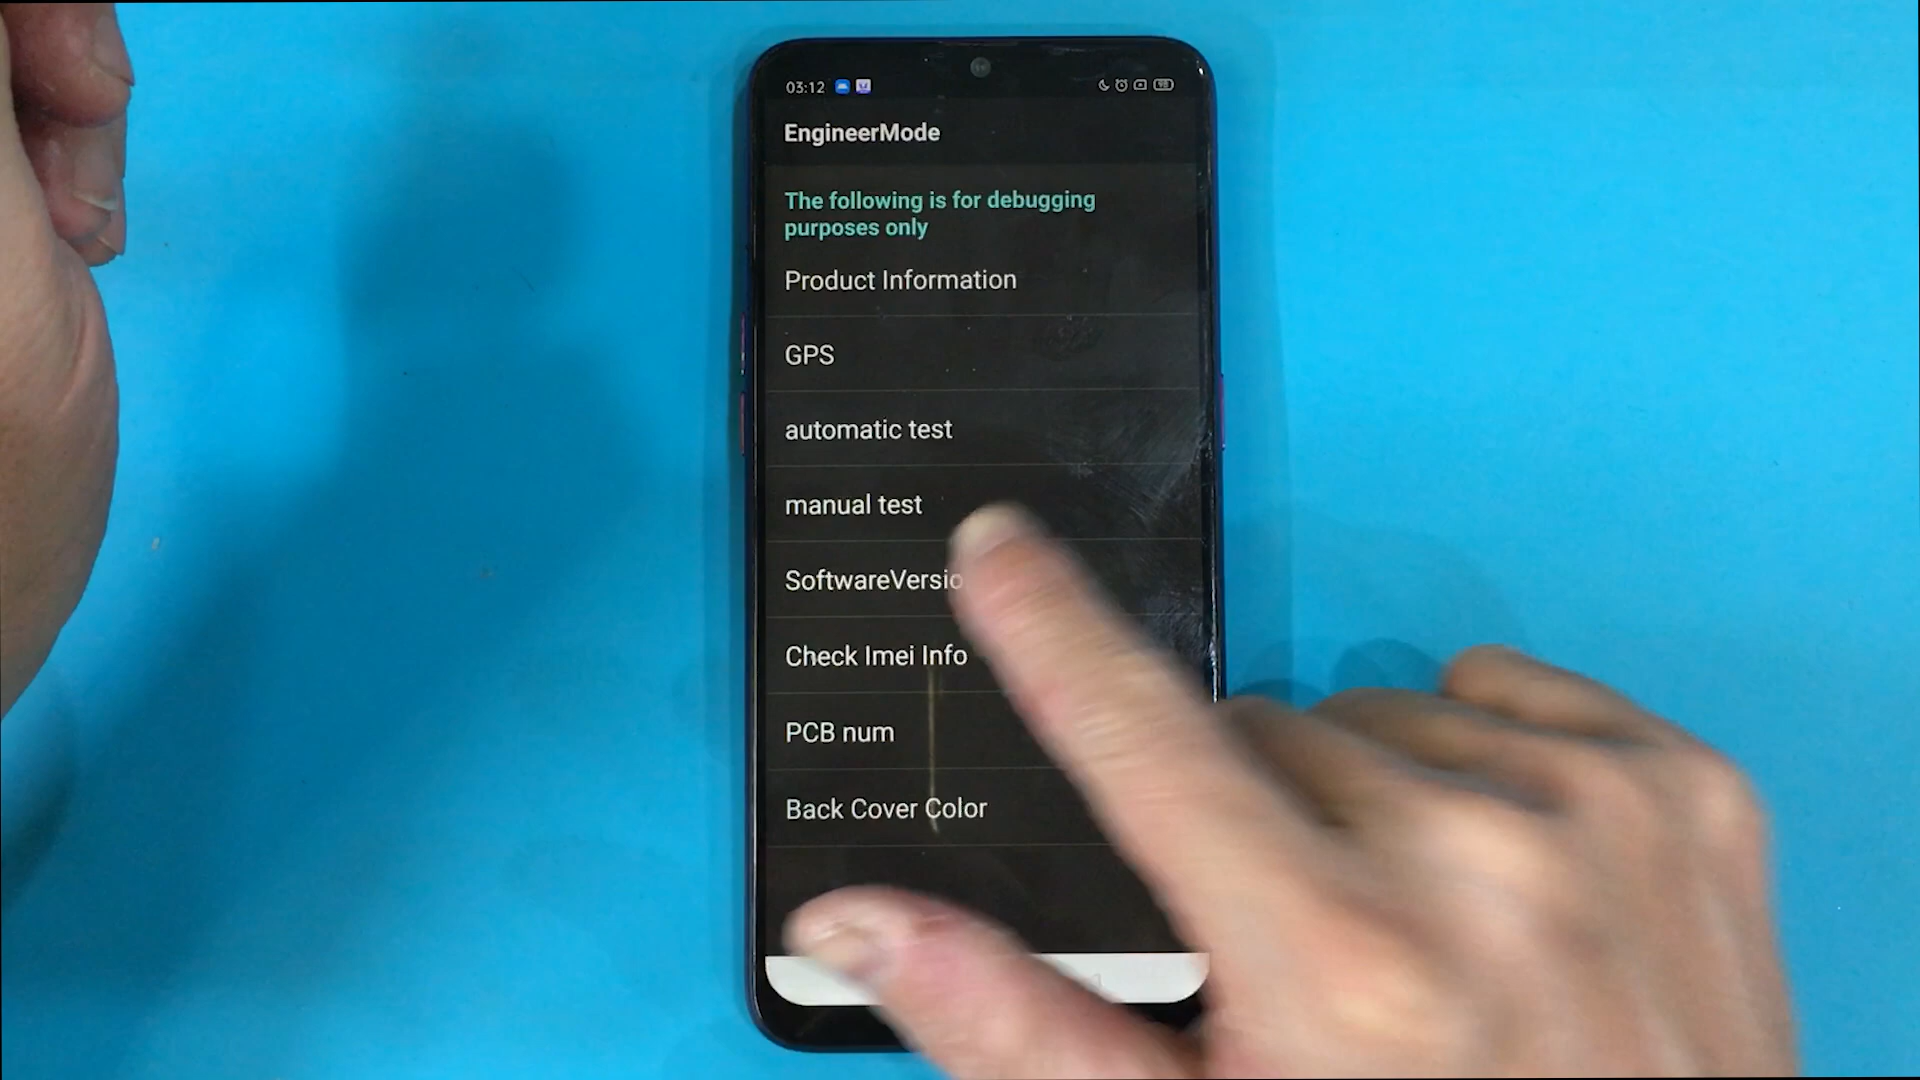 03:12
EngineerMode
The following is for debugging
purposes only
Product Information
GPS
automatic test
manual test
SoftwareVersio
Check Imei Info
PCB num
Back Cover Color